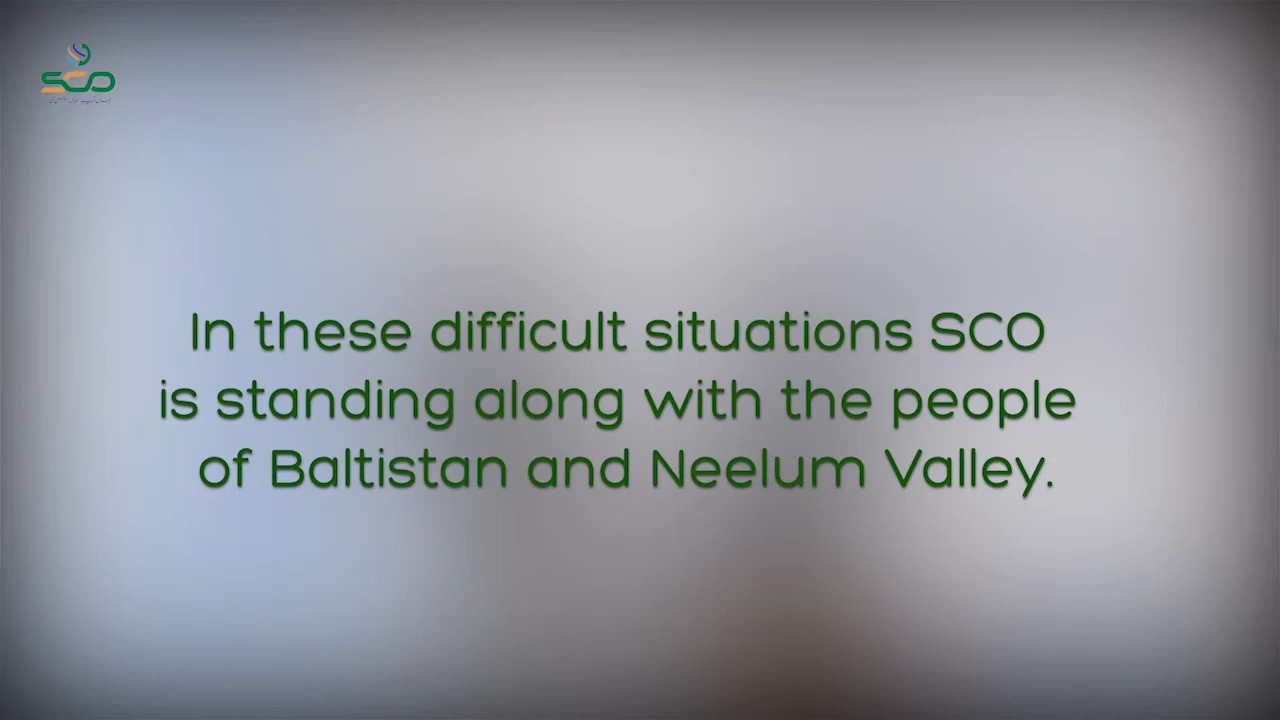 SCO
In these difficult situations SCO
is standing along with the people
of Baltistan and Neelum Valley.